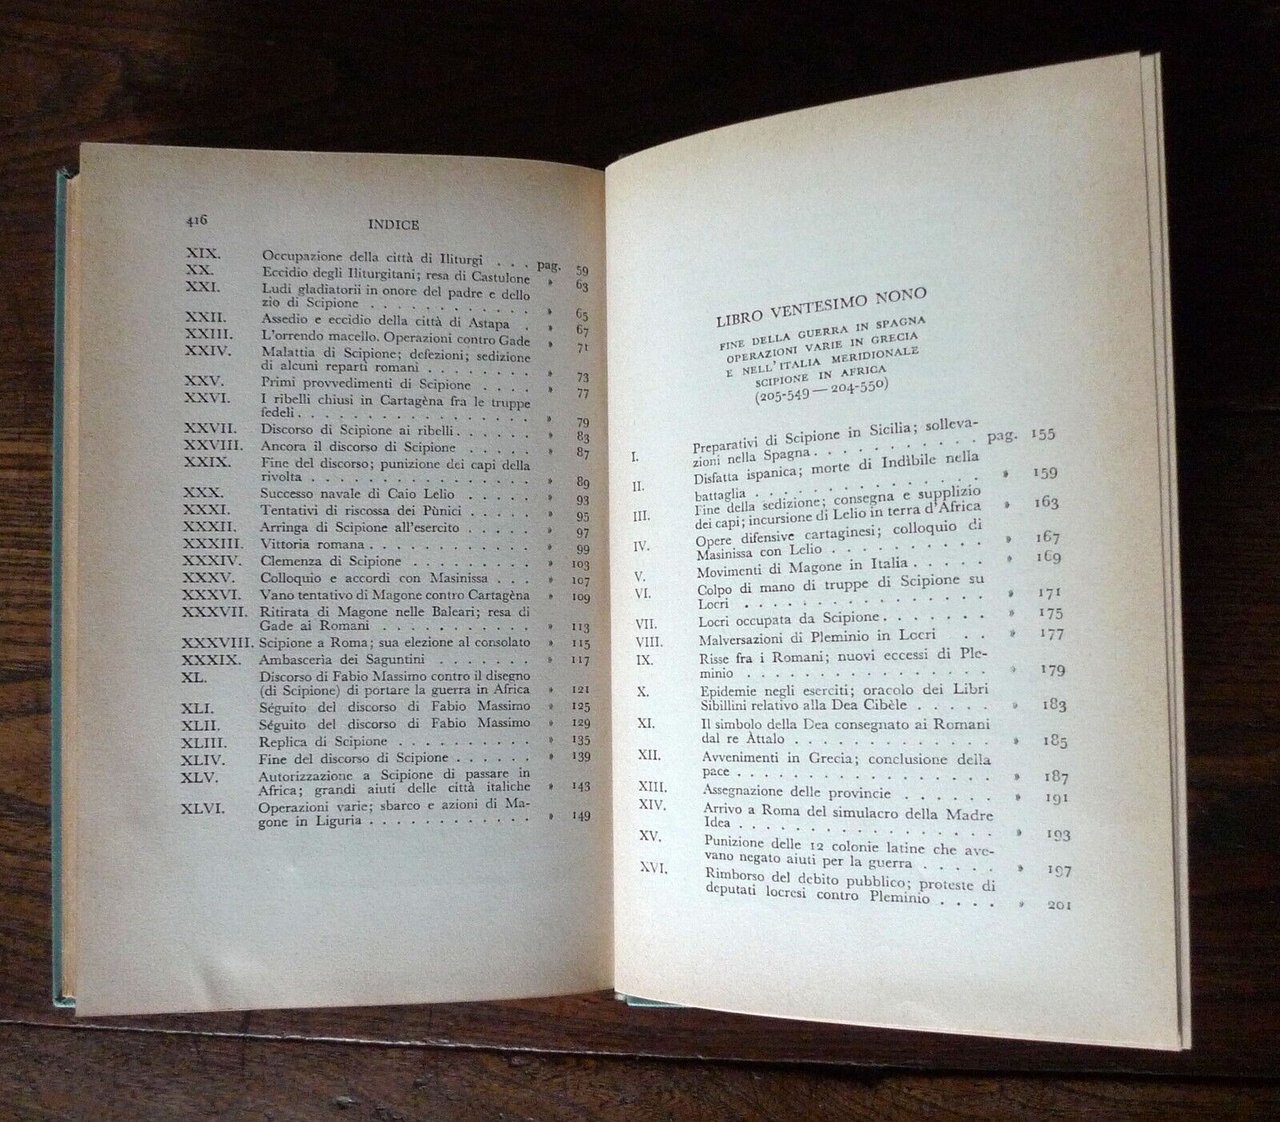 416 INDICE
XIX. Occupazione della città di Iliturgi . . . pag. 59
XX. Eccidio degli Iliturgitani; resa di Castulone » 63
XXI. Ludi gladiatorii in onore del padre e dello
zio di Scipione . . . . . . . . . . » 65
XXII. Assedio e eccidio della città di Astapa . » 67
XXIII. L'orrendo macello. Operazioni contro Gade » 71
XXIV. Malattia di Scipione; defezioni; sedizione
di alcuni reparti romani . . . . . . . » 73
XXV. Primi provvedimenti di Scipione . . . . » 77
XXVI. I ribelli chiusi in Cartagèna fra le truppe
fedeli . . . . . . . . . . . . . . . » 79
XXVII. Discorso di Scipione ai ribelli . . . . . » 83
XXVIII. Ancora il discorso di Scipione . . . . . » 87
XXIX. Fine del discorso; punizione dei capi della
rivolta . . . . . . . . . . . . . . » 89
XXX. Successo navale di Caio Lelio . . . . . » 93
XXXI. Tentativi di riscossa dei Pùnici . . . . . » 95
XXXII. Arringa di Scipione all'esercito . . . . . » 97
XXXIII. Vittoria romana . . . . . . . . . . . » 99
XXXIV. Clemenza di Scipione . . . . . . . . . » 103
XXXV. Colloquio e accordi con Masinissa . . . » 107
XXXVI. Vano tentativo di Magone contro Cartagèna » 109
XXXVII. Ritirata di Magone nelle Baleari; resa di
Gade ai Romani . . . . . . . . . . » 113
XXXVIII. Scipione a Roma; sua elezione al consolato » 115
XXXIX. Ambasceria dei Saguntini . . . . . . . » 117
XL. Discorso di Fabio Massimo contro il disegno
(di Scipione) di portare la guerra in Africa » 121
XLI. Séguito del discorso di Fabio Massimo » 125
XLII. Séguito del discorso di Fabio Massimo » 129
XLIII. Replica di Scipione . . . . . . . . . . » 135
XLIV. Fine del discorso di Scipione . . . . . . » 139
XLV. Autorizzazione a Scipione di passare in
Africa; grandi aiuti delle città italiche » 143
XLVI. Operazioni varie; sbarco e azioni di Ma-
gone in Liguria . . . . . . . . . . . . » 149
LIBRO VENTESIMO NONO
FINE DELLA GUERRA IN SPAGNA
OPERAZIONI VARIE IN GRECIA
E NELL'ITALIA MERIDIONALE
SCIPIONE IN AFRICA
(205-549 — 204-550)
I. Preparativi di Scipione in Sicilia; solleva-
zioni nella Spagna . . . . . . . . . . pag. 155
II. Disfatta ispanica; morte di Indìbile nella
battaglia . . . . . . . . . . . . . . » 159
III. Fine della sedizione; consegna e supplizio
dei capi; incursione di Lelio in terra d'Africa » 163
IV. Opere difensive cartaginesi; colloquio di
Masinissa con Lelio . . . . . . . . . . » 167
V. Movimenti di Magone in Italia . . . . . » 169
VI. Colpo di mano di truppe di Scipione su
Locri . . . . . . . . . . . . . . . » 171
VII. Locri occupata da Scipione . . . . . . . » 175
VIII. Malversazioni di Pleminio in Locri . . » 177
IX. Risse fra i Romani; nuovi eccessi di Ple-
minio . . . . . . . . . . . . . . . » 179
X. Epidemie negli eserciti; oracolo dei Libri
Sibillini relativo alla Dea Cibèle . . . . . » 183
XI. Il simbolo della Dea consegnato ai Romani
dal re Àttalo . . . . . . . . . . . . » 185
XII. Avvenimenti in Grecia; conclusione della
pace . . . . . . . . . . . . . . . . » 187
XIII. Assegnazione delle provincie . . . . . . » 191
XIV. Arrivo a Roma del simulacro della Madre
Idea . . . . . . . . . . . . . . . . » 193
XV. Punizione delle 12 colonie latine che ave-
vano negato aiuti per la guerra . . . . . » 197
XVI. Rimborso del debito pubblico; proteste di
deputati locresi contro Pleminio . . . . » 201